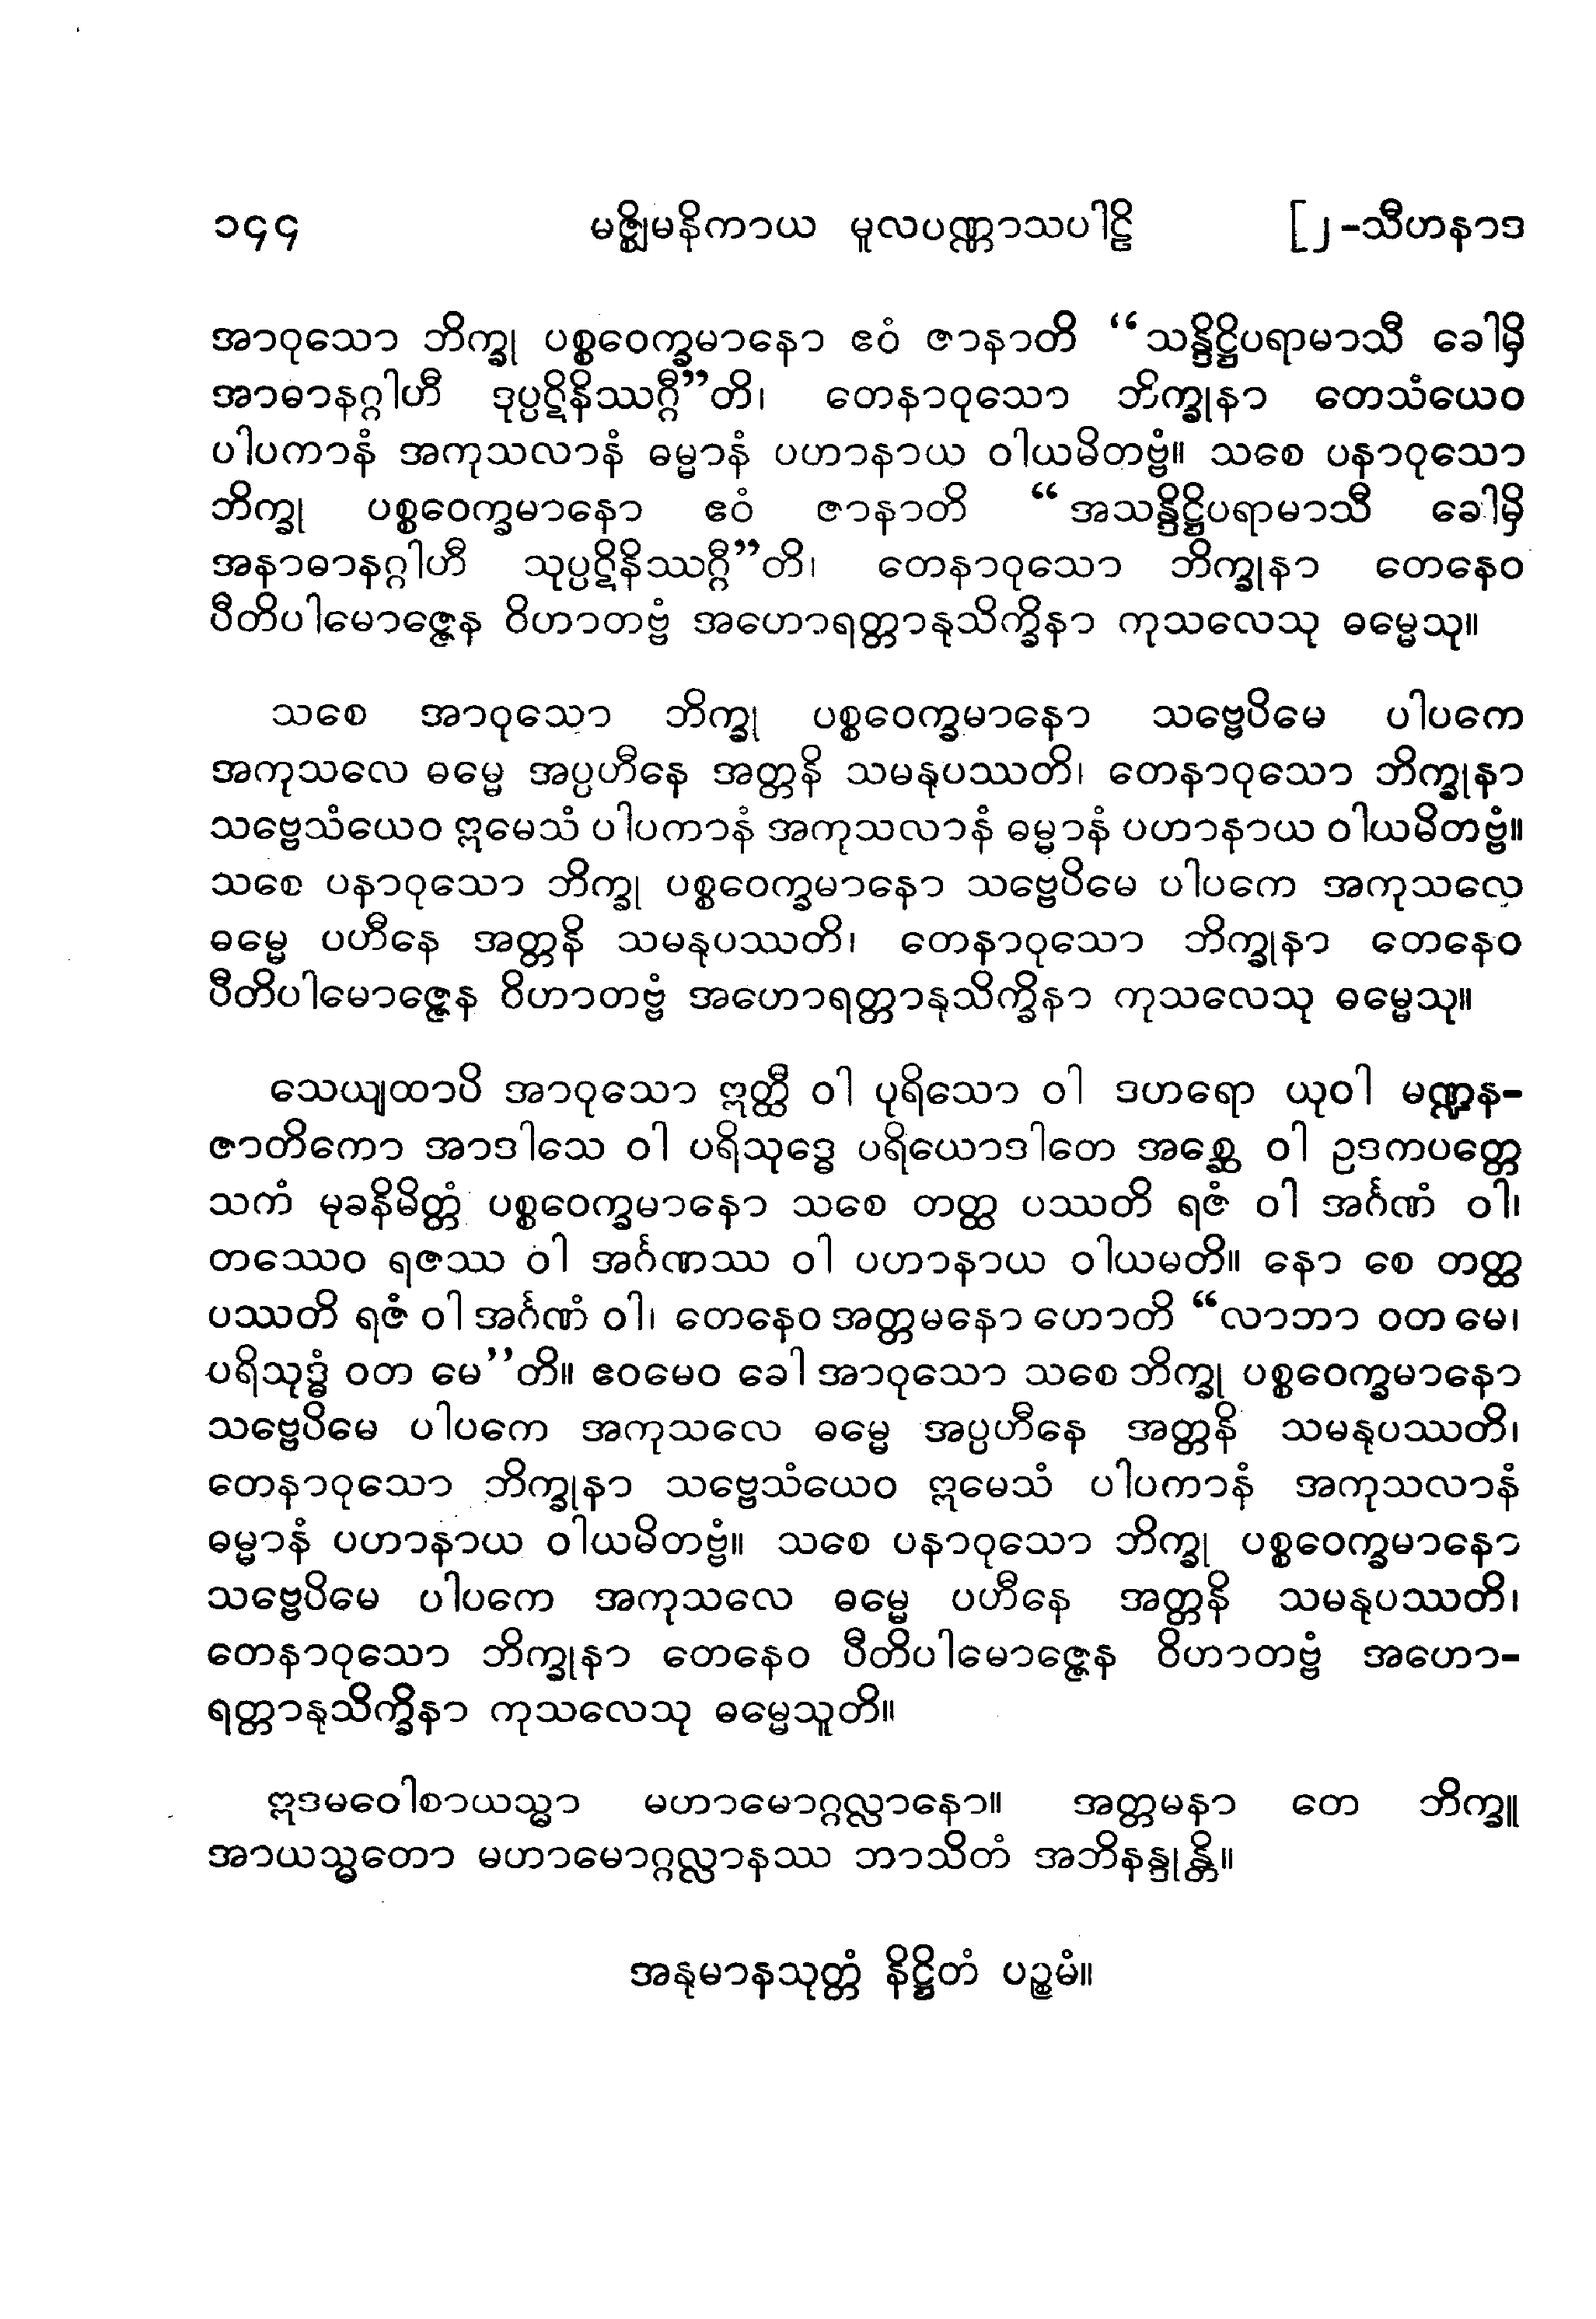 ၁၄၄ မဇ္ဈိမနိကာယ မူလပဏ္ဏာသပါဠိ [၂-သီဟနာဒ
အာဝုသော ဘိက္ခု ပစ္စဝေက္ခမာနော ဧဝံ ဇာနာတိ “သန္ဒိဋ္ဌိပရာမာသီ ခေါမှိ
အာဓာနဂ္ဂါဟီ ဒုပ္ပဋိနိဿဂ္ဂီ”တိ၊ တေနာဝုသော ဘိက္ခုနာ တေသံယေဝ
ပါပကာနံ အကုသလာနံ ဓမ္မာနံ ပဟာနာယ ဝါယမိတဗ္ဗံ။ သစေ ပနာဝုသော
ဘိက္ခု ပစ္စဝေက္ခမာနော ဧဝံ ဇာနာတိ “အသန္ဒိဋ္ဌိပရာမာသီ ခေါမှိ
အနာဓာနဂ္ဂါဟီ သုပ္ပဋိနိဿဂ္ဂီ”တိ၊ တေနာဝုသော ဘိက္ခုနာ တေနေဝ
ပီတိပါမောဇ္ဇေန ဝိဟာတဗ္ဗံ အဟောရတ္တာနုသိက္ခိနာ ကုသလေသု ဓမ္မေသု။
သစေ အာဝုသော ဘိက္ခု ပစ္စဝေက္ခမာနော သဗ္ဗေပိမေ ပါပကေ
အကုသလေ ဓမ္မေ အပ္ပဟီနေ အတ္တနိ သမနုပဿတိ၊ တေနာဝုသော ဘိက္ခုနာ
သဗ္ဗေသံယေဝ ဣမေသံ ပါပကာနံ အကုသလာနံ ဓမ္မာနံ ပဟာနာယ ဝါယမိတဗ္ဗံ။
သစေ ပနာဝုသော ဘိက္ခု ပစ္စဝေက္ခမာနော သဗ္ဗေပိမေ ပါပကေ အကုသလေ
ဓမ္မေ ပဟီနေ အတ္တနိ သမနုပဿတိ၊ တေနာဝုသော ဘိက္ခုနာ တေနေဝ
ပီတိပါမောဇ္ဇေန ဝိဟာတဗ္ဗံ အဟောရတ္တာနုသိက္ခိနာ ကုသလေသု ဓမ္မေသု။
သေယျထာပိ အာဝုသော ဣတ္ထီ ဝါ ပုရိသော ဝါ ဒဟရော ယုဝါ မဏ္ဍန-
ဇာတိကော အာဒါသေ ဝါ ပရိသုဒ္ဓေ ပရိယောဒါတေ အစ္ဆေ ဝါ ဥဒကပတ္တေ
သကံ မုခနိမိတ္တံ ပစ္စဝေက္ခမာနော သစေ တတ္ထ ပဿတိ ရဇံ ဝါ အင်္ဂဏံ ဝါ၊
တဿေဝ ရဇဿ ဝါ အင်္ဂဏဿ ဝါ ပဟာနာယ ဝါယမတိ။ နော စေ တတ္ထ
ပဿတိ ရဇံ ဝါ အင်္ဂဏံ ဝါ၊ တေနေဝ အတ္တမနော ဟောတိ “လာဘာ ဝတ မေ၊
ပရိသုဒ္ဓံ ဝတ မေ’’တိ။ ဧဝမေဝ ခေါ အာဝုသော သစေ ဘိက္ခု ပစ္စဝေက္ခမာနော
သဗ္ဗေပိမေ ပါပကေ အကုသလေ ဓမ္မေ အပ္ပဟီနေ အတ္တနိ သမနုပဿတိ၊
တေနာဝုသော ဘိက္ခုနာ သဗ္ဗေသံယေဝ ဣမေသံ ပါပကာနံ အကုသလာနံ
ဓမ္မာနံ ပဟာနာယ ဝါယမိတဗ္ဗံ။ သစေ ပနာဝုသော ဘိက္ခု ပစ္စဝေက္ခမာနော
သဗ္ဗေပိမေ ပါပကေ အကုသလေ ဓမ္မေ ပဟီနေ အတ္တနိ သမနုပဿတိ၊
တေနာဝုသော ဘိက္ခုနာ တေနေဝ ပီတိပါမောဇ္ဇေန ဝိဟာတဗ္ဗံ အဟော-
ရတ္တာနုသိက္ခိနာ ကုသလေသု ဓမ္မေသူတိ။
ဣဒမဝေါစာယသ္မာ မဟာမောဂ္ဂလ္လာနော။ အတ္တမနာ တေ ဘိက္ခူ
အာယသ္မတော မဟာမောဂ္ဂလ္လာနဿ ဘာသိတံ အဘိနန္ဒုန္တိ။
အနုမာနသုတ္တံ နိဋ္ဌိတံ ပဉ္စမံ။